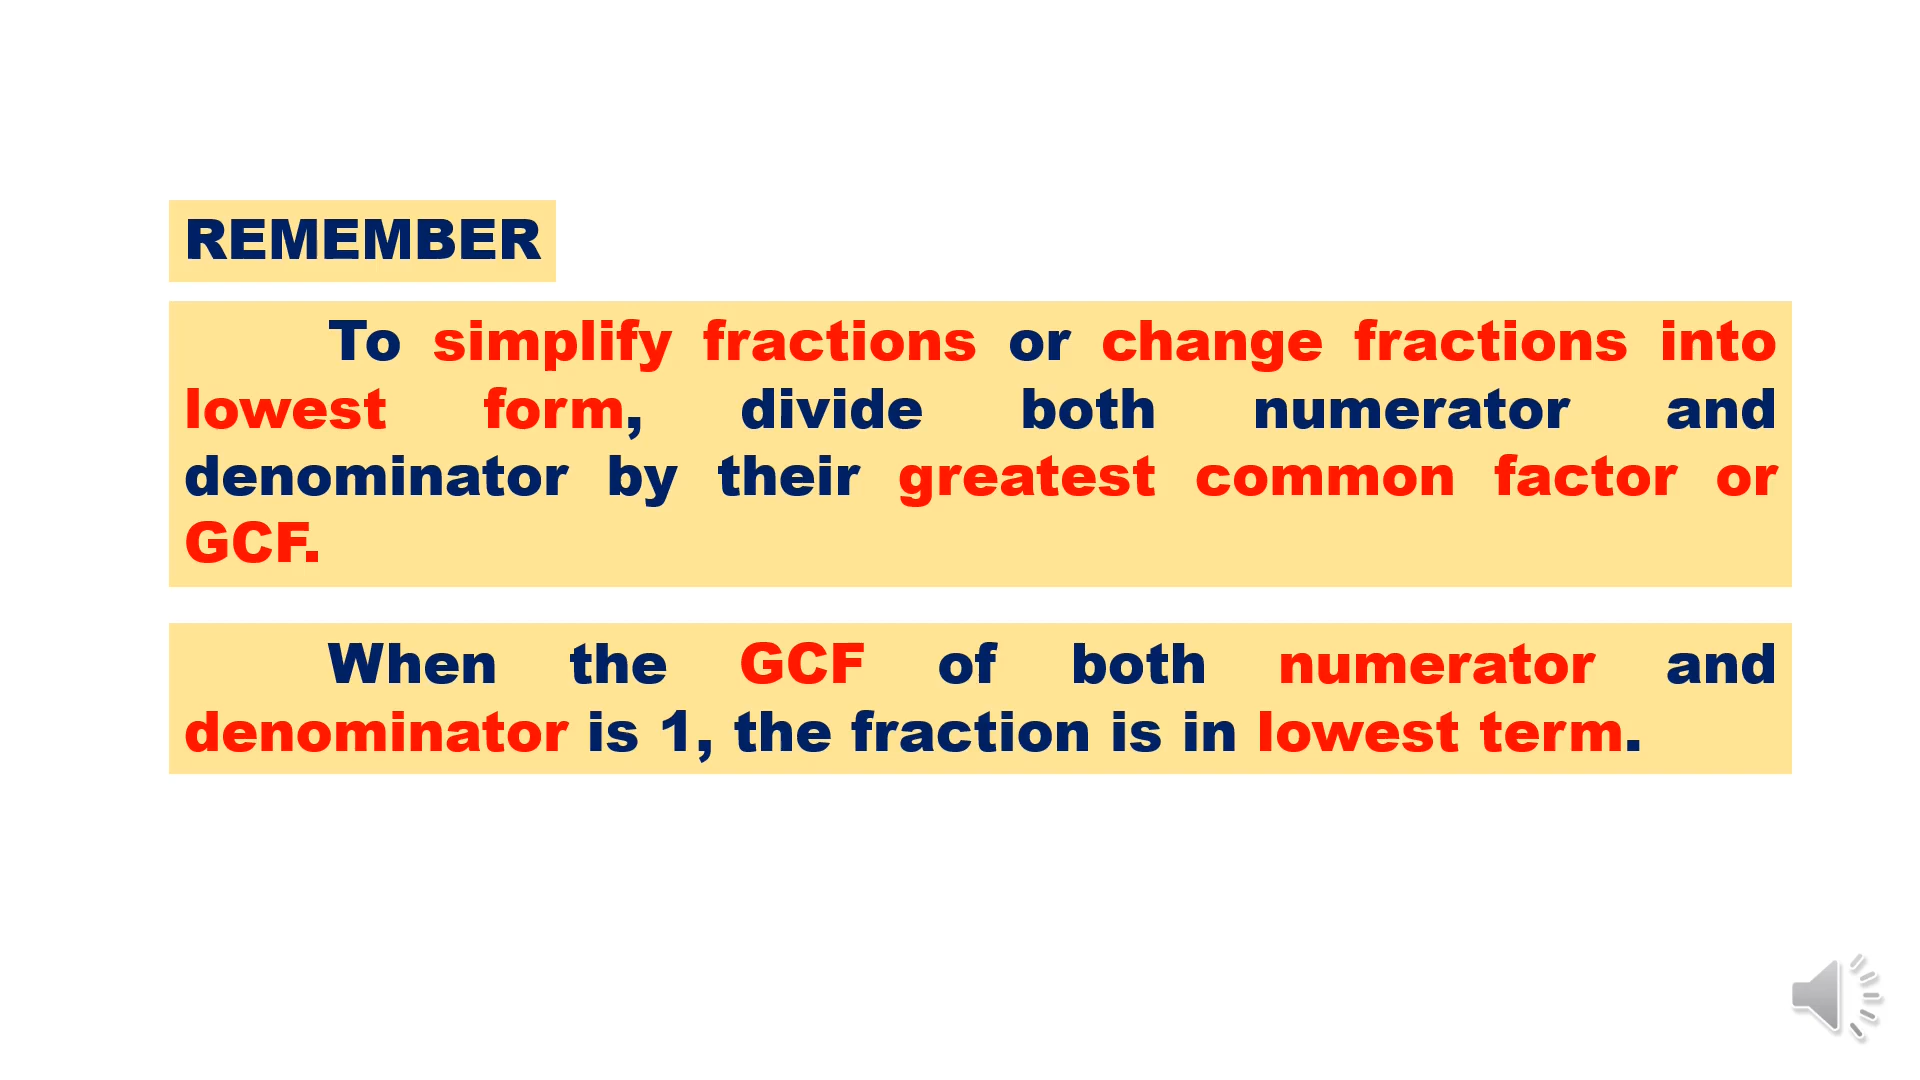 REMEMBER
To simplify fractions or change fractions into
lowest form, divide both numerator and
denominator by their greatest common factor or
GCF.
When the GCF of both numerator and
denominator is 1, the fraction is in lowest term.